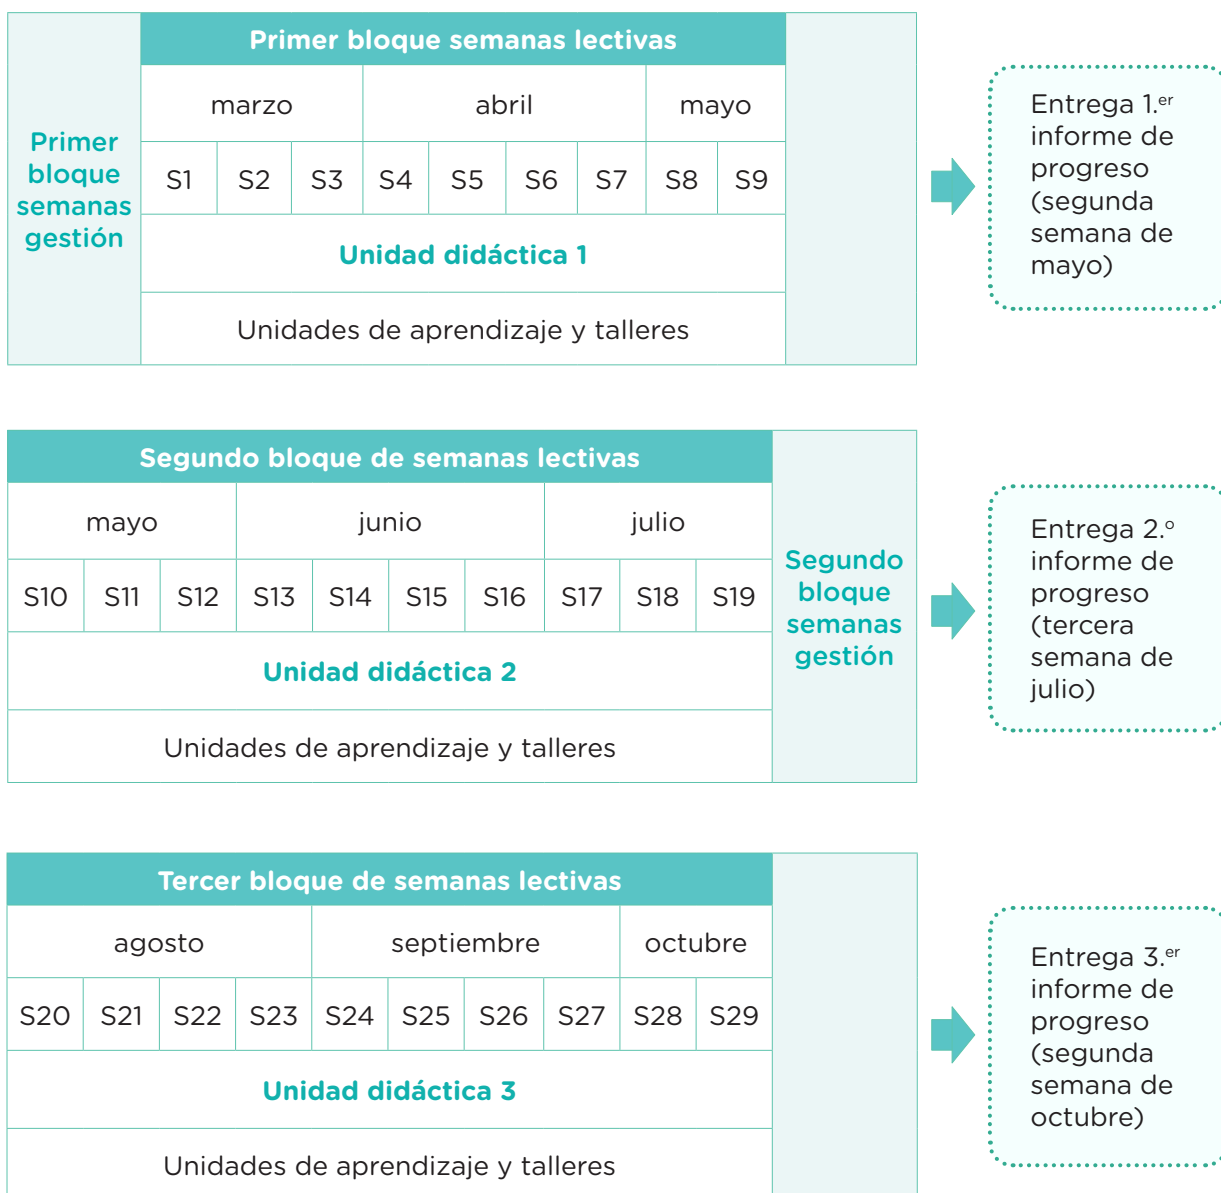 Primer bloque semanas lectivas
marzo abril mayo
Primer
bloque
semanas
gestión
S1 S2 S3 S4 S5 S6 S7 S8 S9
Unidad didáctica 1
Unidades de aprendizaje y talleres
Entrega 1.er
informe de
progreso
(segunda
semana de
mayo)
Segundo bloque de semanas lectivas
mayo junio julio
S10 S11 S12 S13 S14 S15 S16 S17 S18 S19
Unidad didáctica 2
Unidades de aprendizaje y talleres
Segundo
bloque
semanas
gestión
Entrega 2.o
informe de
progreso
(tercera
semana de
julio)
Tercer bloque de semanas lectivas
agosto septiembre octubre
S20 S21 S22 S23 S24 S25 S26 S27 S28 S29
Unidad didáctica 3
Unidades de aprendizaje y talleres
Entrega 3.er
informe de
progreso
(segunda
semana de
octubre)